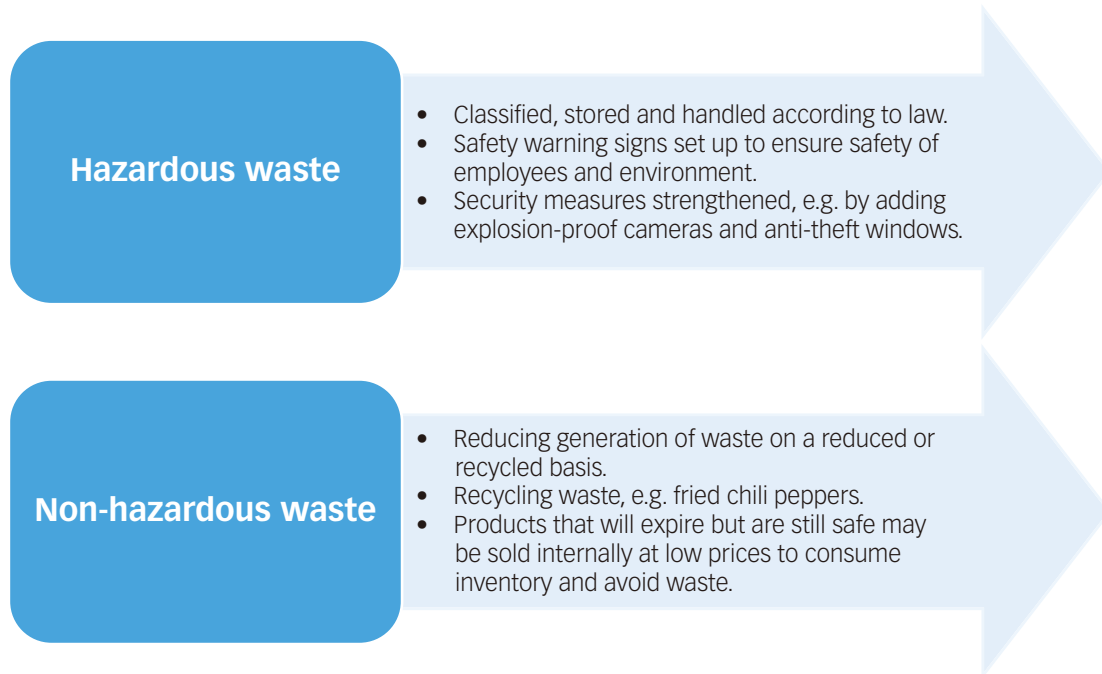 Hazardous waste
• Classified, stored and handled according to law.
• Safety warning signs set up to ensure safety of
employees and environment.
• Security measures strengthened, e.g. by adding
explosion-proof cameras and anti-theft windows.
Non-hazardous waste
• Reducing generation of waste on a reduced or
recycled basis.
• Recycling waste, e.g. fried chili peppers.
• Products that will expire but are still safe may
be sold internally at low prices to consume
inventory and avoid waste.